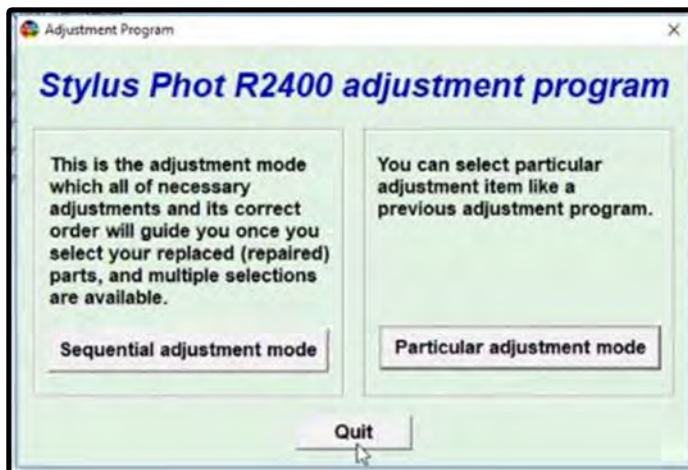 Adjustment Program
Stylus Phot R2400 adjustment program
This is the adjustment mode
which all of necessary
adjustments and its correct
order will guide you once you
select your replaced (repaired)
parts, and multiple selections
are available.
Sequential adjustment mode
You can select particular
adjustment item like a
previous adjustment program.
Particular adjustment mode
Quit